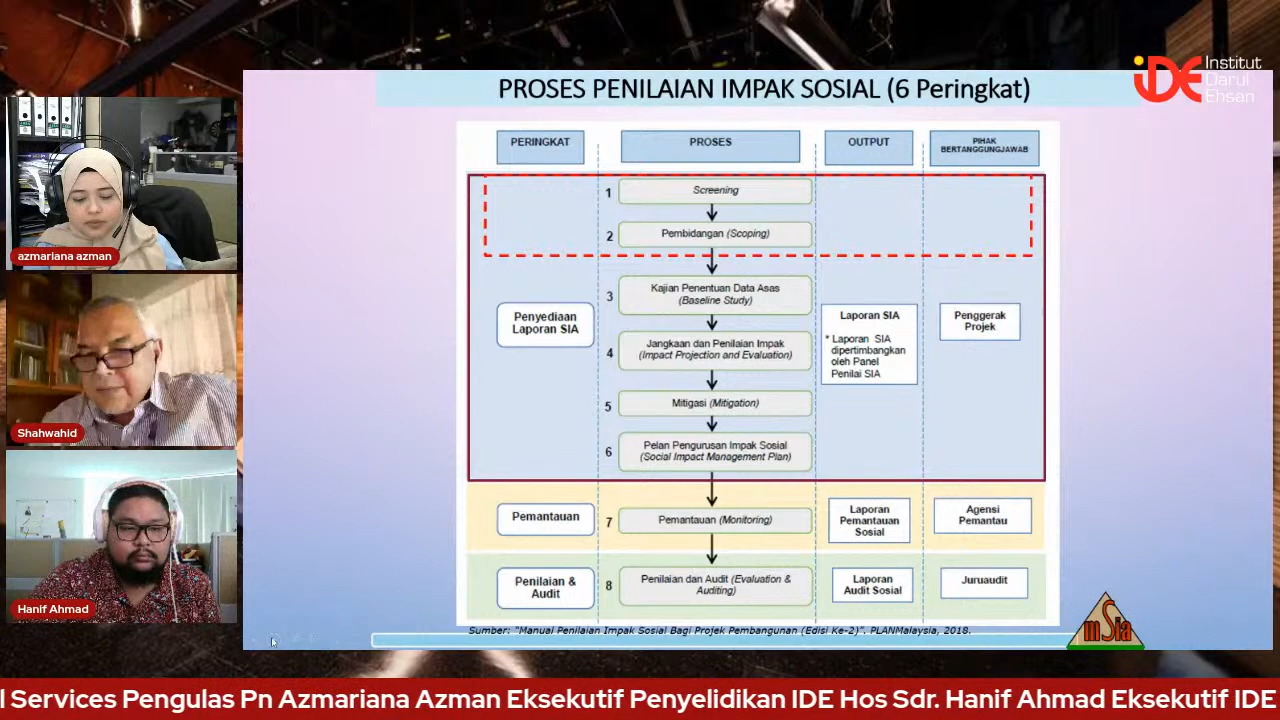 PROSES PENILAIAN IMPAK SOSIAL (6 Peringkat)
iDE
Institut
Darul
Ehsan
azmariana azman
Shahwahid
Hanif Ahmad
PERINGKAT
PROSES
OUTPUT
PIHAK
BERTANGGUNGJAWAB
1
Screening
2
Pembidangan (Scoping)
3
Kajian Penentuan Data Asas
(Baseline Study)
Penyediaan
Laporan SIA
4
Jangkaan dan Penilaian Impak
(Impact Projection and Evaluation)
5
Mitigasi (Mitigation)
6
Pelan Pengurusan Impak Sosial
(Social Impact Management Plan)
Laporan SIA
* Laporan SIA
dipertimbangkan
oleh Panel
Penilai SIA
Penggerak
Projek
Pemantauan
7
Pemantauan (Monitoring)
Laporan
Pemantauan
Sosial
Agensi
Pemantau
Penilaian &
Audit
8
Penilaian dan Audit (Evaluation &
Auditing)
Laporan
Audit Sosial
Juruaudit
Sumber: "Manual Penilaian Impak Sosial Bagi Projek Pembangunan (Edisi Ke-2)". PLANMalaysia, 2018.
mSia
l Services Pengulas Pn Azmariana Azman Eksekutif Penyelidikan IDE Hos Sdr. Hanif Ahmad Eksekutif IDE